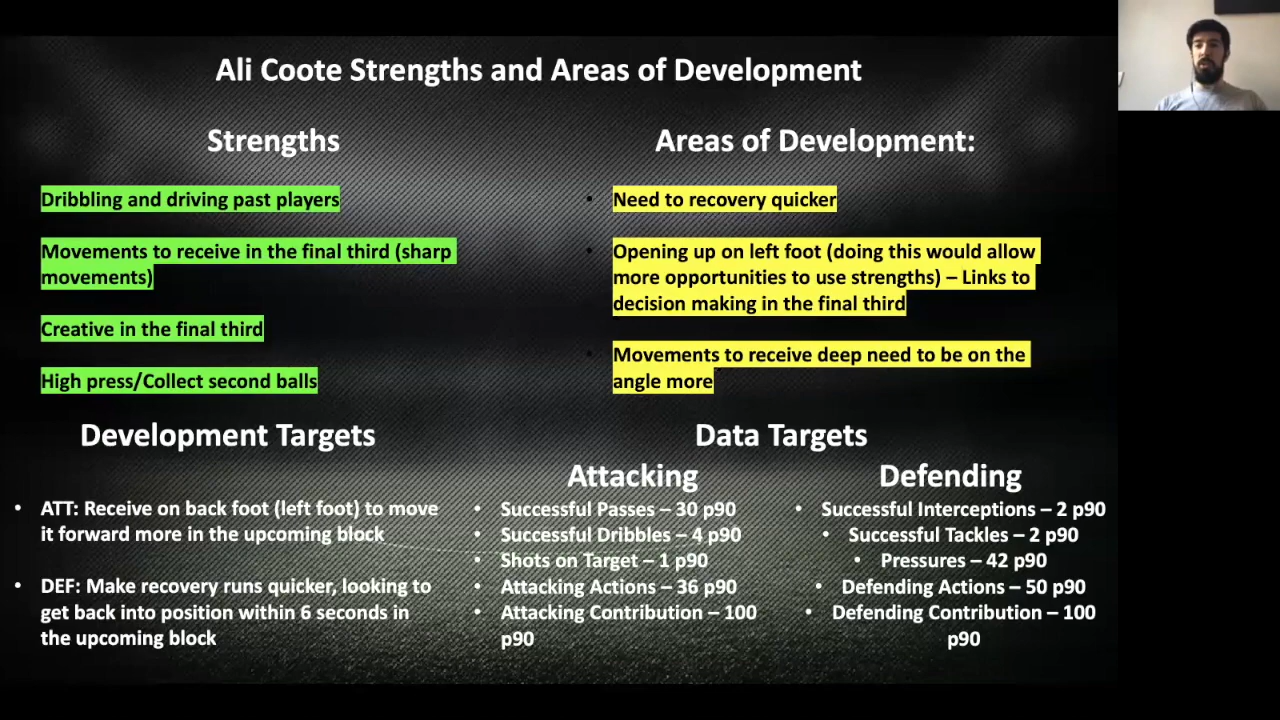 Ali Coote Strengths and Areas of Development
Strengths
Dribbling and driving past players
Movements to receive in the final third (sharp
movements)
Creative in the final third
High press/Collect second balls
Areas of Development:
• Need to recovery quicker
• Opening up on left foot (doing this would allow
more opportunities to use strengths) – Links to
decision making in the final third
• Movements to receive deep need to be on the
angle more
Development Targets
• ATT: Receive on back foot (left foot) to move
it forward more in the upcoming block
• DEF: Make recovery runs quicker, looking to
get back into position within 6 seconds in
the upcoming block
Data Targets
Attacking
• Successful Passes – 30 p90
• Successful Dribbles – 4 p90
• Shots on Target – 1 p90
• Attacking Actions – 36 p90
• Attacking Contribution – 100
p90
Defending
• Successful Interceptions – 2 p90
• Successful Tackles – 2 p90
• Pressures – 42 p90
• Defending Actions – 50 p90
• Defending Contribution – 100
p90